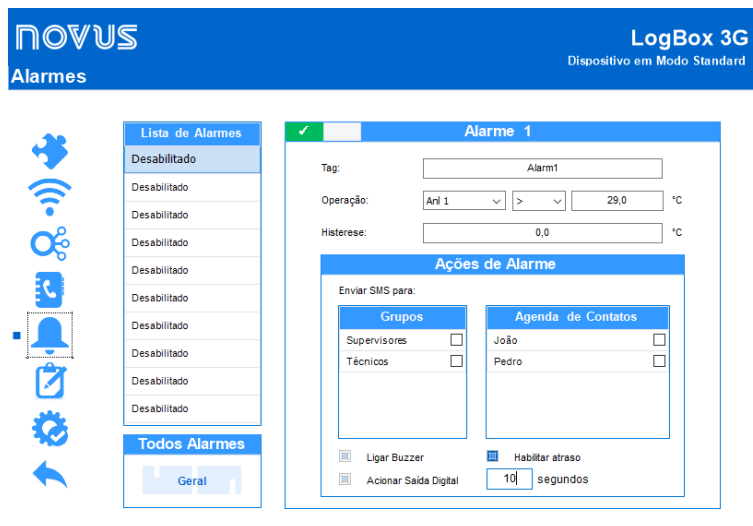 novus
LogBox 3G
Dispositivo em Modo Standard
Alarmes
Lista de Alarmes
Desabilitado
Desabilitado
Desabilitado
Desabilitado
Desabilitado
Desabilitado
Desabilitado
Desabilitado
Desabilitado
Desabilitado
Todos Alarmes
Geral
Alarme 1
Tag: Alarm1
Operação: Anl 1 > 29,0 °C
Histerese: 0,0 °C
Ações de Alarme
Enviar SMS para:
Grupos
Supervisores
Técnicos
Agenda de Contatos
João
Pedro
Ligar Buzzer
Habilitar atraso
Acionar Saída Digital
10 segundos